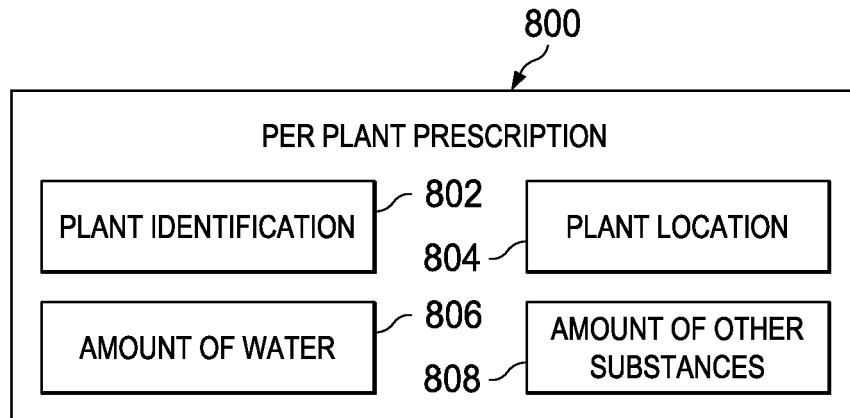 800
PER PLANT PRESCRIPTION
PLANT IDENTIFICATION
802
804
PLANT LOCATION
AMOUNT OF WATER
806
808
AMOUNT OF OTHER
SUBSTANCES